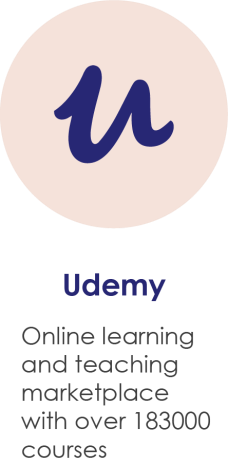 u
Udemy
Online learning
and teaching
marketplace
with over 183000
courses